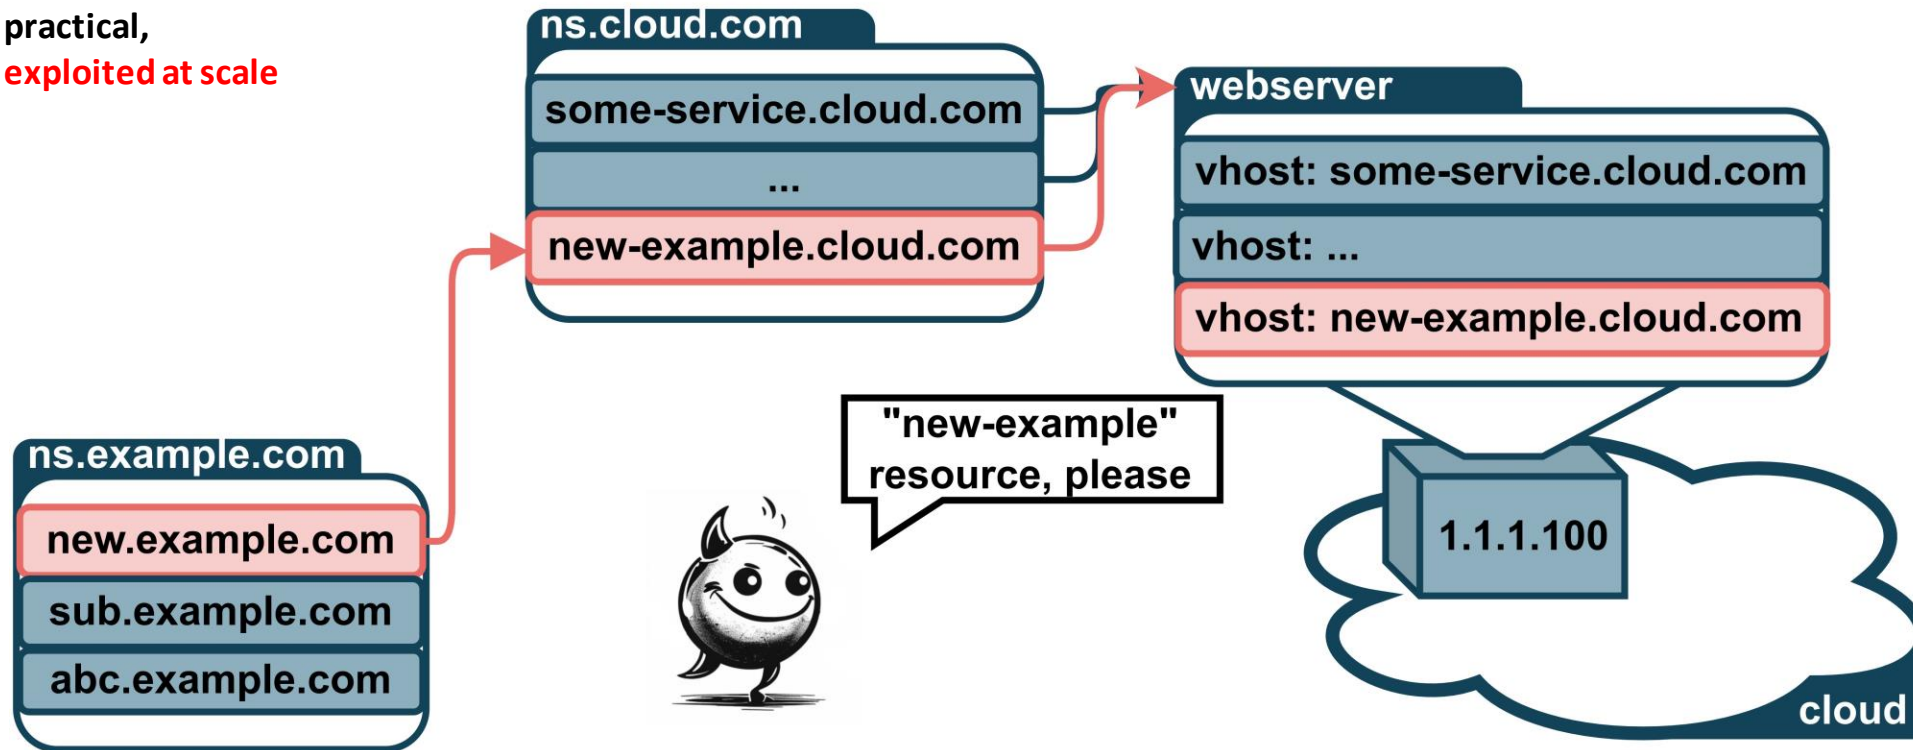 practical,
exploited at scale
ns.cloud.com
some-service.cloud.com
...
new-example.cloud.com
webserver
vhost: some-service.cloud.com
vhost: ...
vhost: new-example.cloud.com
"new-example"
resource, please
ns.example.com
new.example.com
sub.example.com
abc.example.com
1.1.1.100
cloud